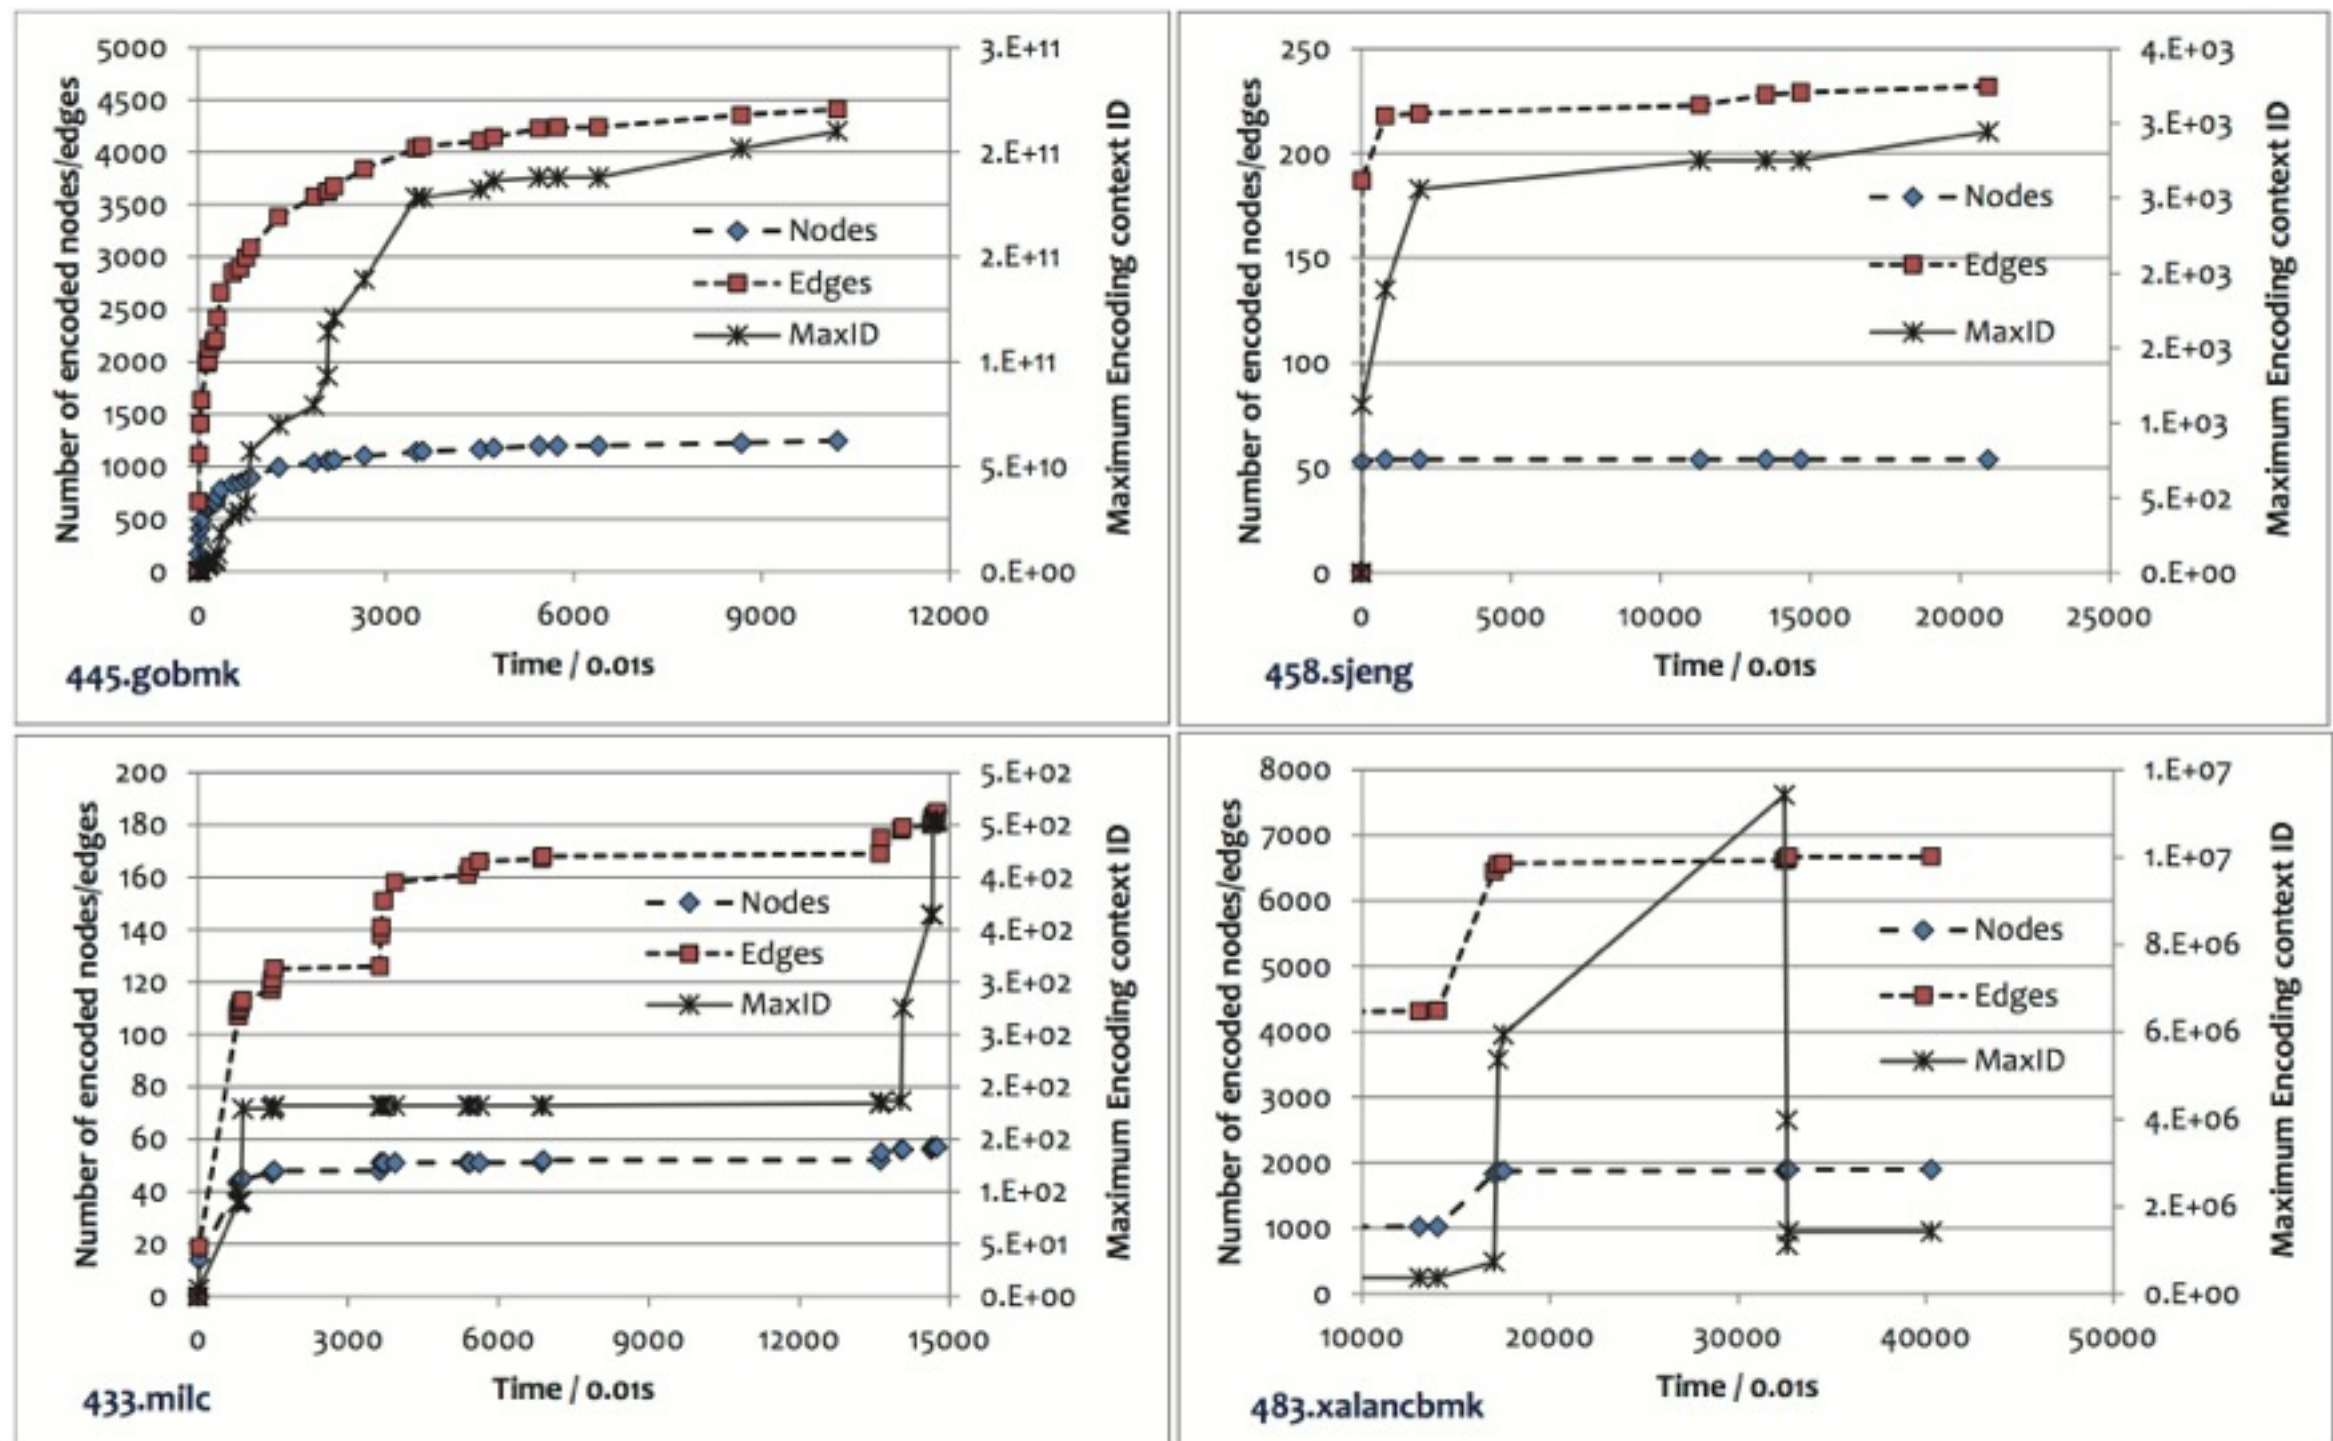 Number of encoded nodes/edges
5000
4500
4000
3500
3000
2500
2000
1500
1000
500
0
3.E+11
2.E+11
2.E+11
1.E+11
5.E+10
0.E+00
Maximum Encoding context ID
Nodes
Edges
MaxID
0 3000 6000 9000 12000
Time / 0.01s
445.gobmk
Number of encoded nodes/edges
250
200
150
100
50
0
4.E+03
3.E+03
3.E+03
2.E+03
2.E+03
1.E+03
5.E+02
0.E+00
Maximum Encoding context ID
Nodes
Edges
MaxID
0 5000 10000 15000 20000 25000
Time / 0.01s
458.sjeng
Number of encoded nodes/edges
200
180
160
140
120
100
80
60
40
20
0
5.E+02
5.E+02
4.E+02
4.E+02
3.E+02
3.E+02
2.E+02
2.E+02
1.E+02
5.E+01
0.E+00
Maximum Encoding context ID
Nodes
Edges
MaxID
0 3000 6000 9000 12000 15000
Time / 0.01s
433.milc
Number of encoded nodes/edges
8000
7000
6000
5000
4000
3000
2000
1000
0
1.E+07
1.E+07
8.E+06
6.E+06
4.E+06
2.E+06
0.E+00
Maximum Encoding context ID
Nodes
Edges
MaxID
10000 20000 30000 40000 50000
Time / 0.01s
483.xalancbmk